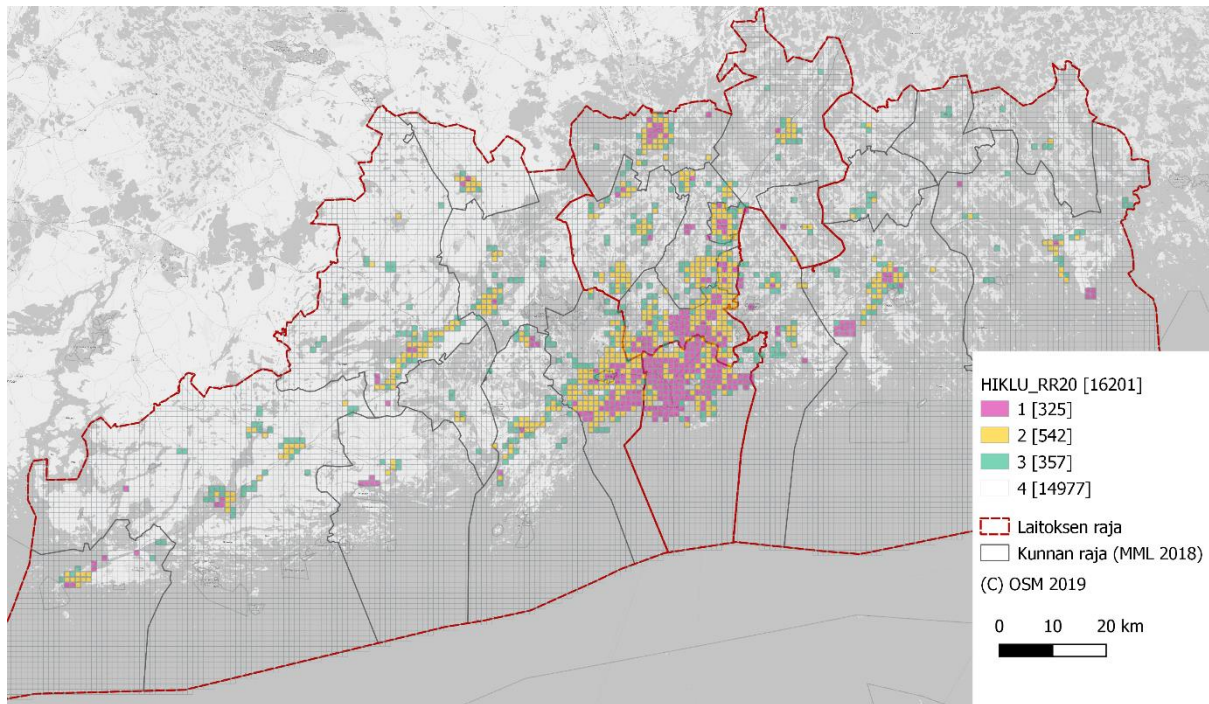 HIKLU_RR20 [16201]
1 [325]
2 [542]
3 [357]
4 [14977]
Laitoksen raja
Kunnan raja (MML 2018)
(C) OSM 2019
0 10 20 km